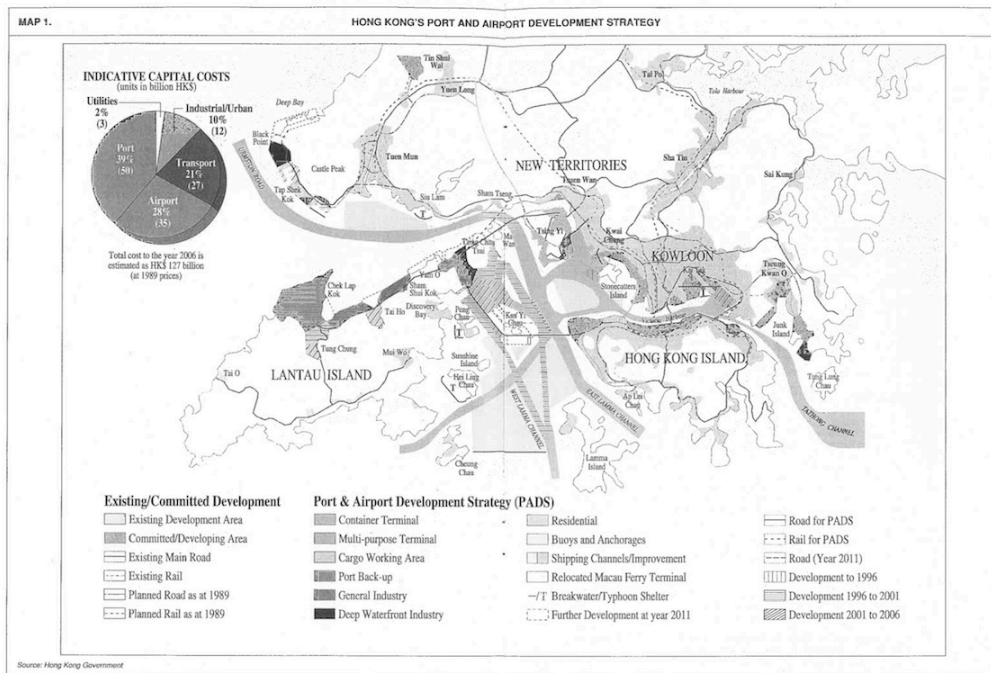 MAP 1.
HONG KONG'S PORT AND AIRPORT DEVELOPMENT STRATEGY
INDICATIVE CAPITAL COSTS
(units in billion HK$)
Utilities
2%
(3)
Industrial/Urban
10%
(12)
Port
39%
(50)
Transport
21%
(27)
Airport
28%
(35)
Total cost to the year 2006 is
estimated as HK$ 127 billion
(at 1989 prices)
Tin Shui
Wai
Yuen Long
Tai Po
Tolo Harbour
Deep Bay
Black
Point
Castle Peak
Tuen Mun
NEW TERRITORIES
Sha Tin
Sai Kung
URMSTON ROAD
Tap Shek
Kok
Siu Lam
T
Sham Tseng
Tsuen Wan
Ma
Wan
Tsing Yi
Kwai
Chung
KOWLOON
Tseung
Kwan O
Stonecutters
Island
T
Yam O
Chek Lap
Kok
Sham
Shui Kok
Tai Ho
Discovery
Bay
Peng
Chau
T
Kau Yi
Chau
Junk
Island
Tung Chung
Mui Wo
Sunshine
Island
HONG KONG ISLAND
Tai O
LANTAU ISLAND
Hei Ling
Chau
T
Tung Lung
Chau
Ap Lei
Chau
WEST LAMMA CHANNEL
EAST LAMMA CHANNEL
TATHONG CHANNEL
Cheung
Chau
Lamma
Island
Existing/Committed Development
Existing Development Area
Committed/Developing Area
Existing Main Road
Existing Rail
Planned Road as at 1989
Planned Rail as at 1989
Port & Airport Development Strategy (PADS)
Container Terminal
Multi-purpose Terminal
Cargo Working Area
Port Back-up
General Industry
Deep Waterfront Industry
Residential
Buoys and Anchorages
Shipping Channels/Improvement
Relocated Macau Ferry Terminal
/T Breakwater/Typhoon Shelter
Further Development at year 2011
Road for PADS
Rail for PADS
Road (Year 2011)
Development to 1996
Development 1996 to 2001
Development 2001 to 2006
Source: Hong Kong Government